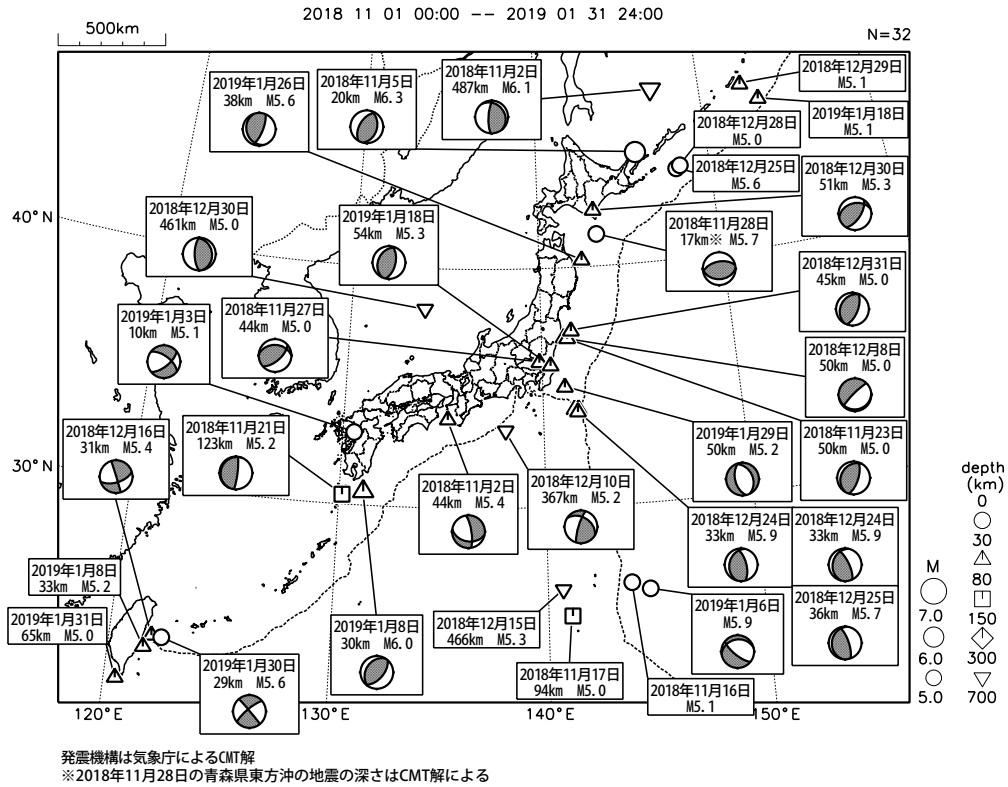 2018 11 01 00:00 -- 2019 01 31 24:00
500km
N=32
2019年1月26日
38km M5.6
2018年11月5日
20km M6.3
2018年11月2日
487km M6.1
2018年12月29日
M5.1
2019年1月18日
M5.1
2018年12月28日
M5.0
2018年12月25日
M5.6
2018年12月30日
51km M5.3
40°N
2018年12月30日
461km M5.0
2019年1月18日
54km M5.3
2018年11月28日
17km※ M5.7
2018年12月31日
45km M5.0
2019年1月3日
10km M5.1
2018年11月27日
44km M5.0
2018年12月8日
50km M5.0
2018年12月16日
31km M5.4
2018年11月21日
123km M5.2
2019年1月29日
50km M5.2
2018年11月23日
50km M5.0
30°N
2018年11月2日
44km M5.4
2018年12月10日
367km M5.2
2018年12月24日
33km M5.9
2018年12月24日
33km M5.9
2019年1月8日
33km M5.2
2019年1月31日
65km M5.0
2019年1月8日
30km M6.0
2018年12月15日
466km M5.3
2019年1月6日
M5.9
2018年12月25日
36km M5.7
2019年1月30日
29km M5.6
2018年11月17日
94km M5.0
2018年11月16日
M5.1
120°E
130°E
140°E
150°E
M
7.0
6.0
5.0
depth
(km)
0
30
80
150
300
700
発震機構は気象庁によるCMT解
※2018年11月28日の青森県東方沖の地震の深さはCMT解による